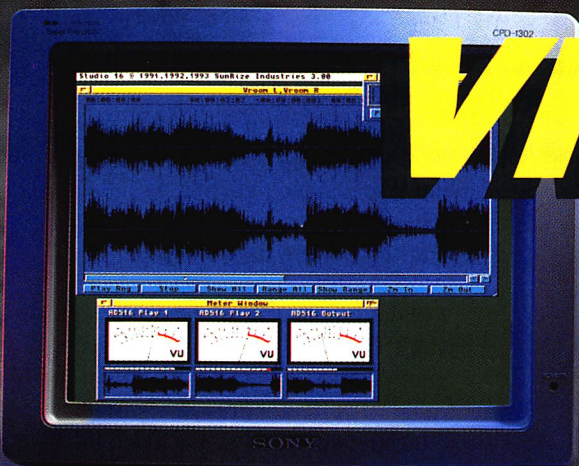 CPD-1302
Studio 16 © 1991,1992,1993 SunRize Industries 3.00
Vroom L,Vroom R
Play Rng Stop Show All Range All Show Range Zm In Zm Out
Meter Window
AD516 Play 1 AD516 Play 2 AD516 Output
VU VU VU
SONY